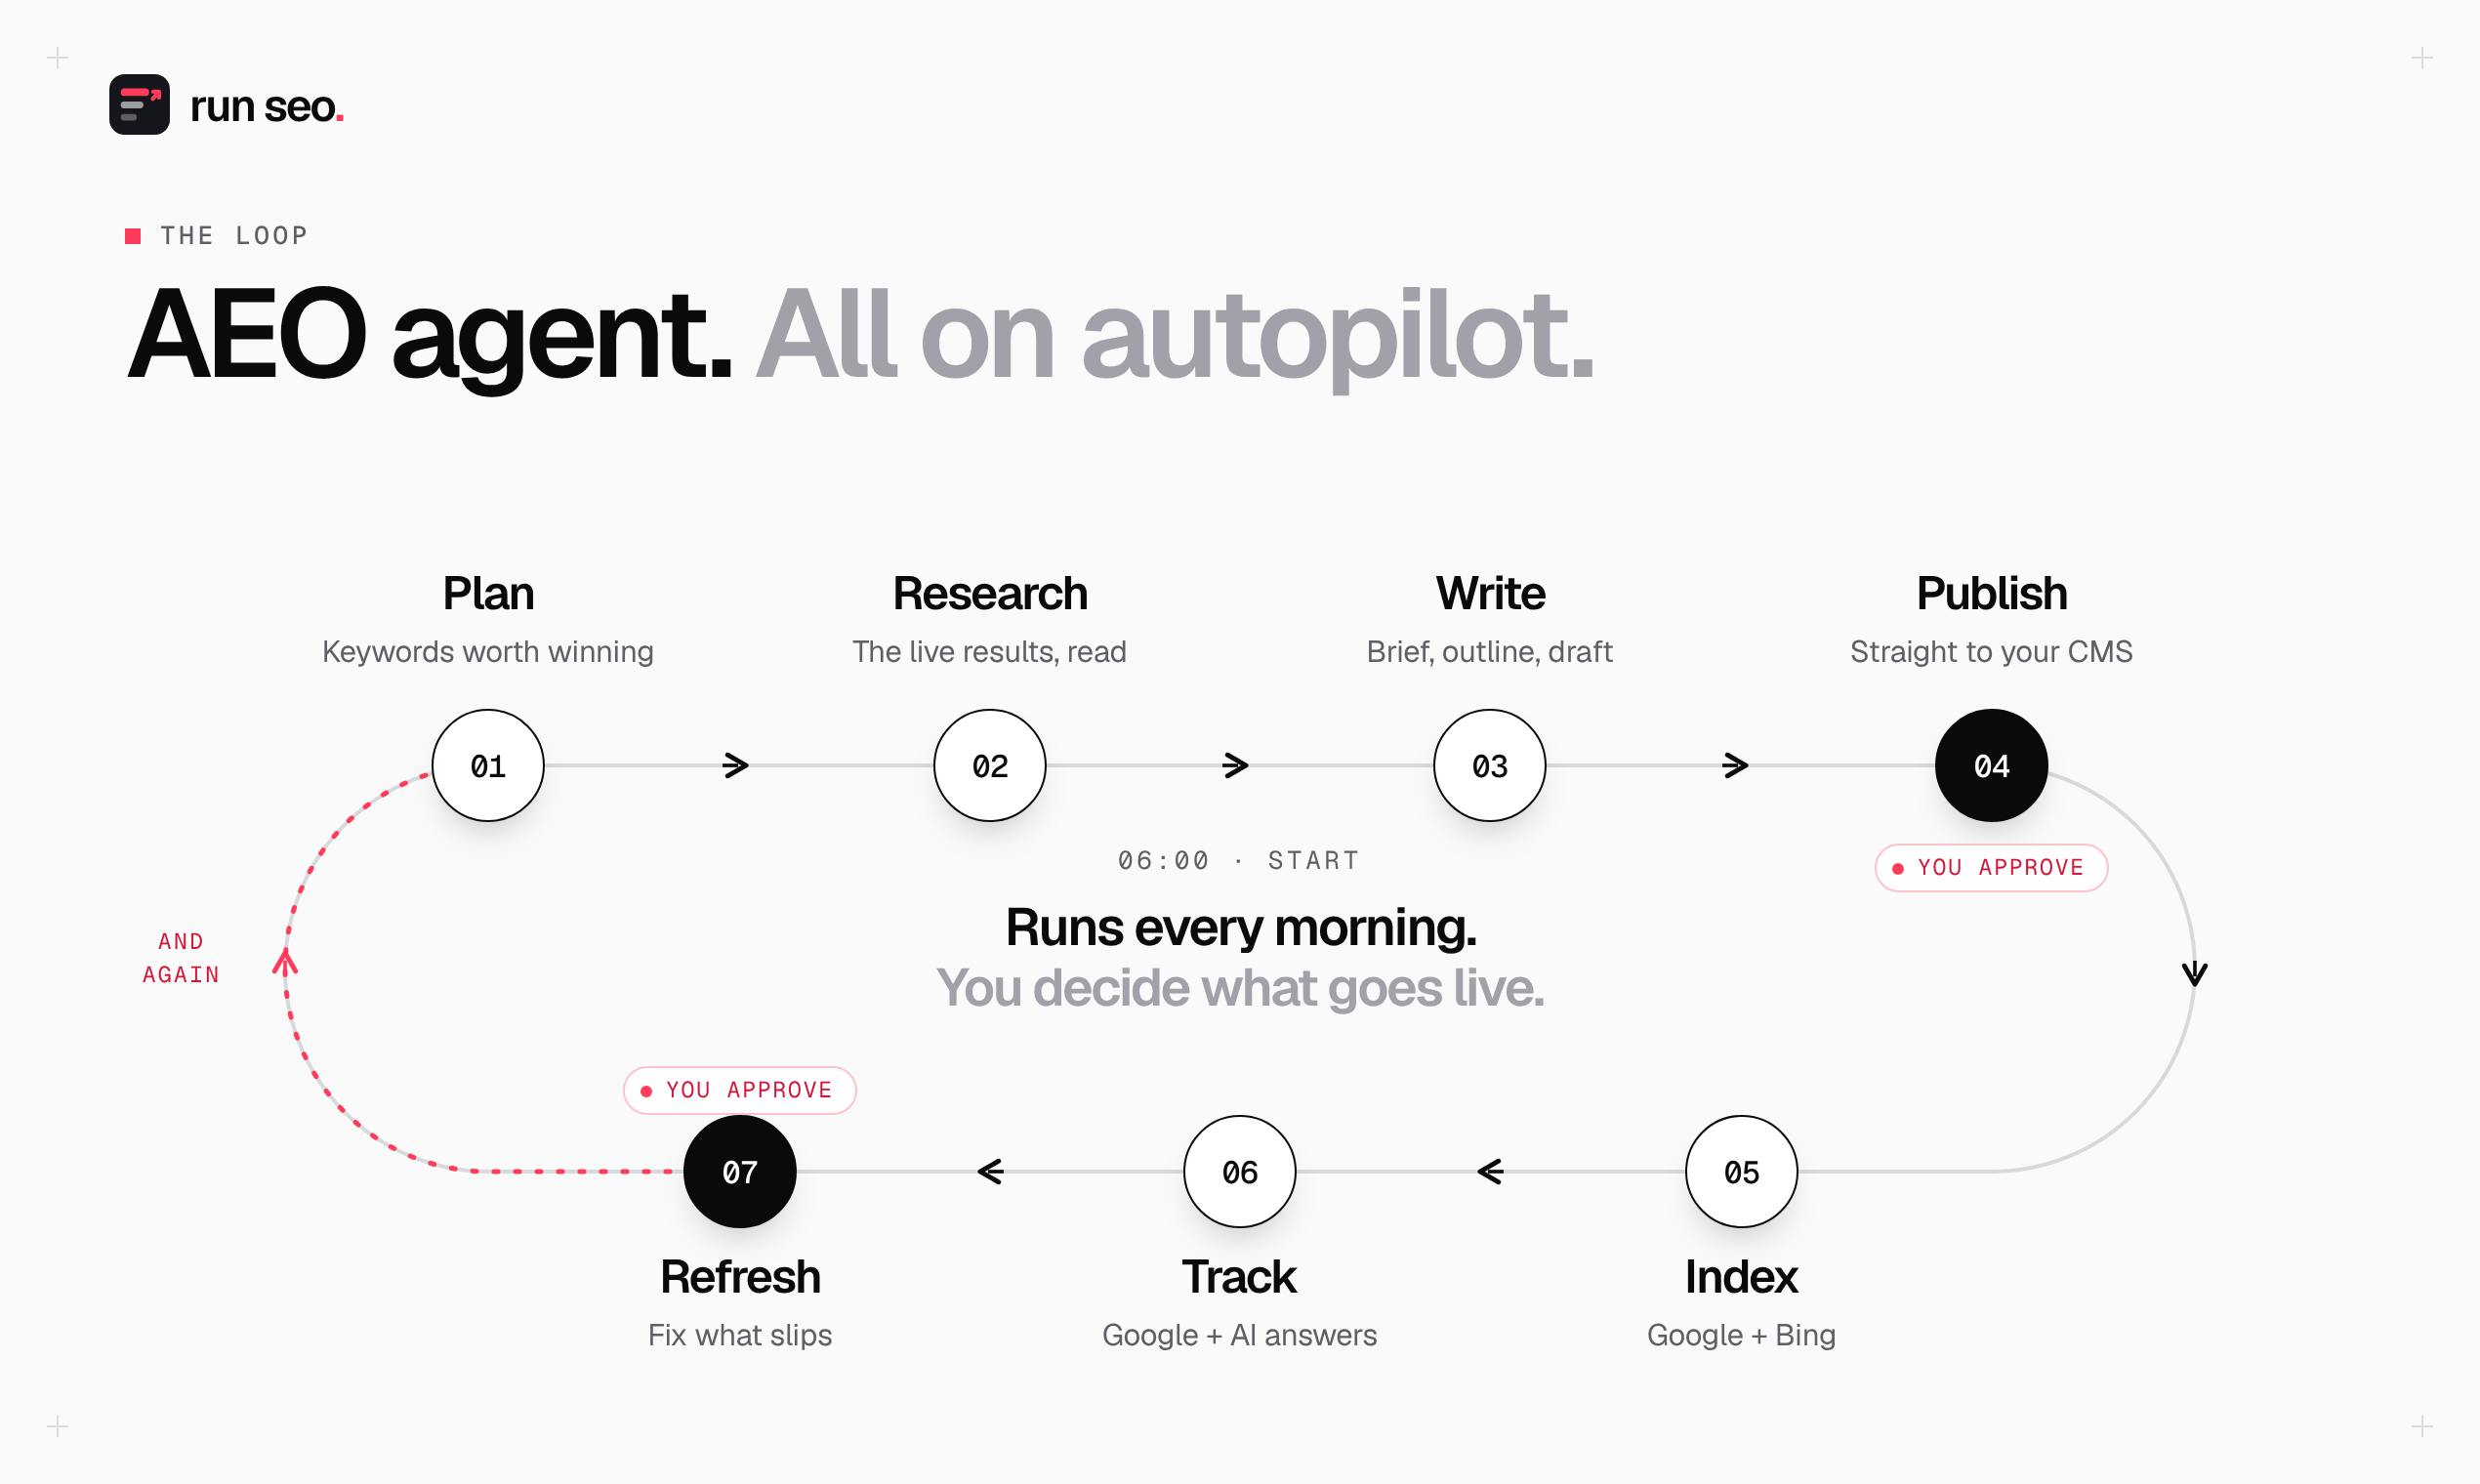 run seo.
THE LOOP
AEO agent. All on autopilot.
Plan
Keywords worth winning
Research
The live results, read
Write
Brief, outline, draft
Publish
Straight to your CMS
01
02
03
04
YOU APPROVE
06:00 · START
Runs every morning.
You decide what goes live.
AND
AGAIN
YOU APPROVE
07
06
05
Refresh
Fix what slips
Track
Google + AI answers
Index
Google + Bing